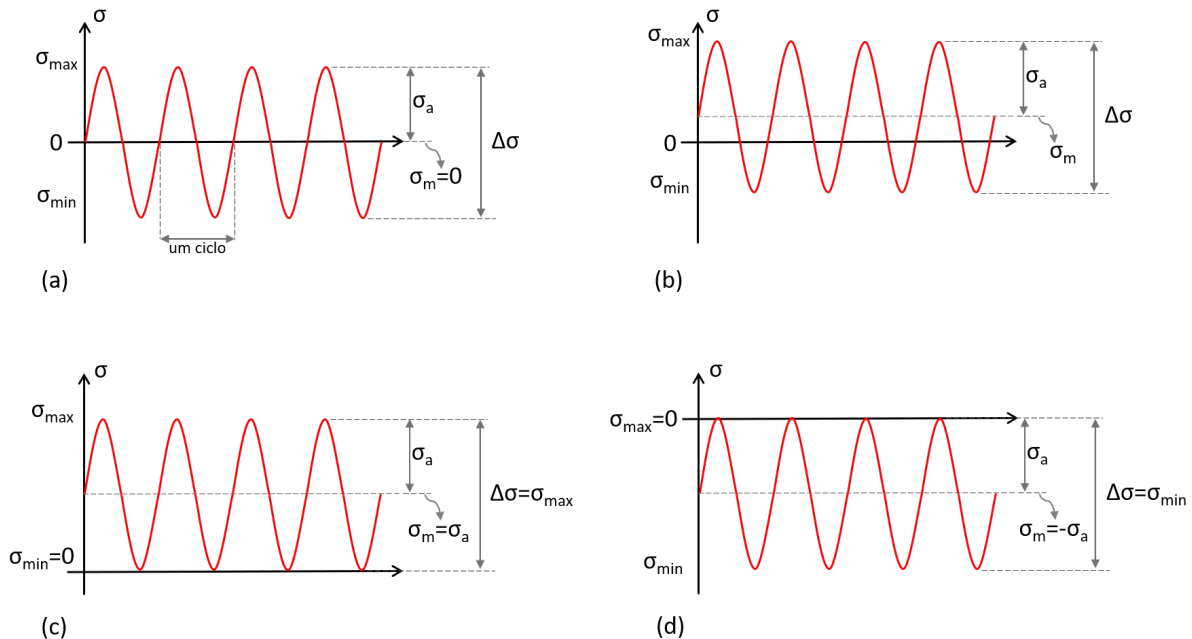 σ
σmax
σa
0
Δσ
σm=0
σmin
um ciclo
(a)
σ
σmax
σa
Δσ
0
σm
σmin
(b)
σ
σmax
σa
Δσ=σmax
σm=σa
σmin=0
(c)
σ
σmax=0
σa
Δσ=σmin
σm=-σa
σmin
(d)